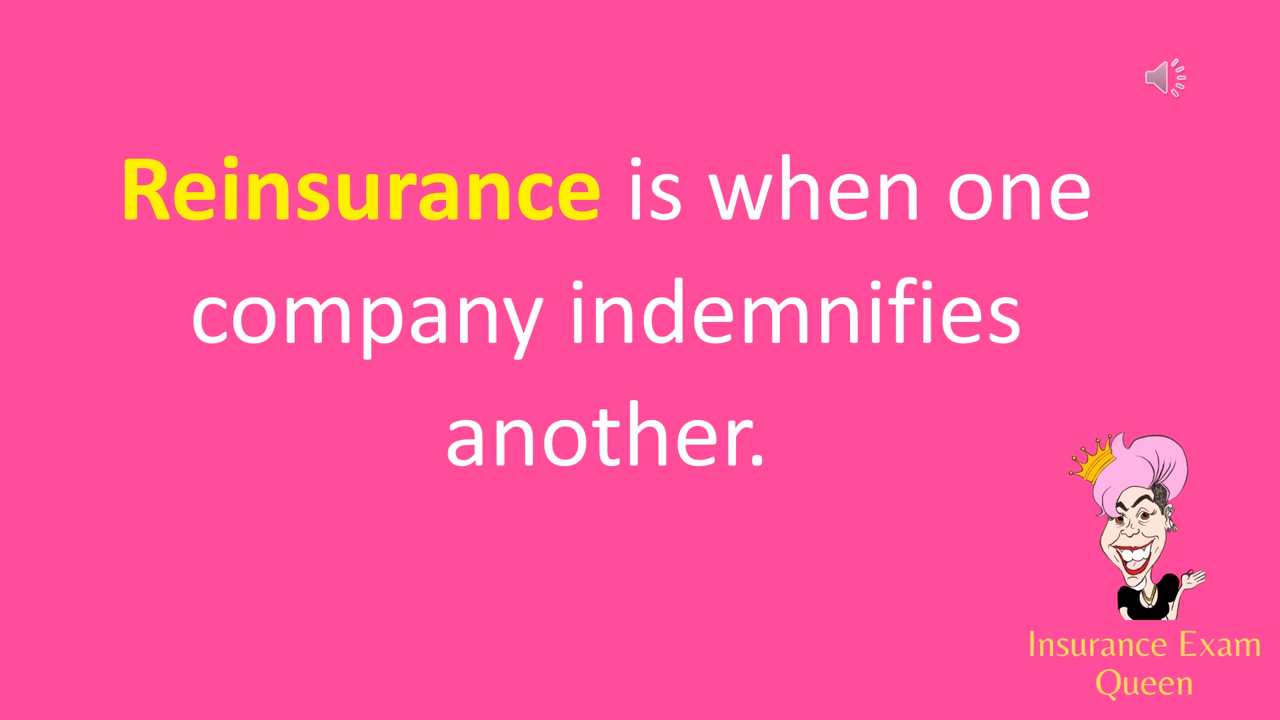 Reinsurance is when one
company indemnifies
another.
Insurance Exam
Queen